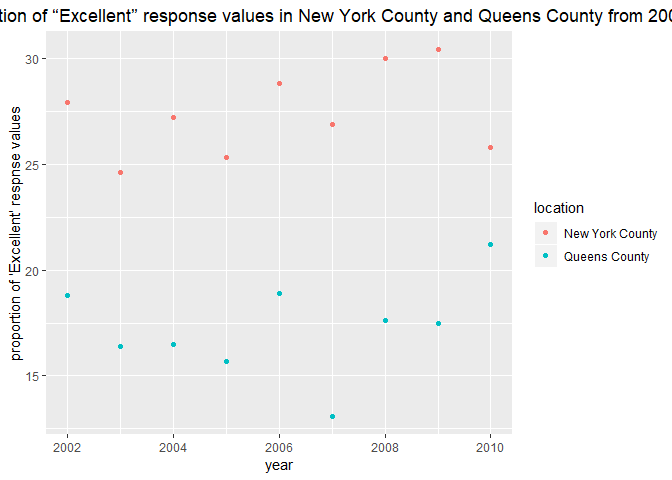 tion of “Excellent” response values in New York County and Queens County from 200
30
25
20
15
proportion of 'Excellent' respnse values
2002 2004 2006 2008 2010
year
location
New York County
Queens County